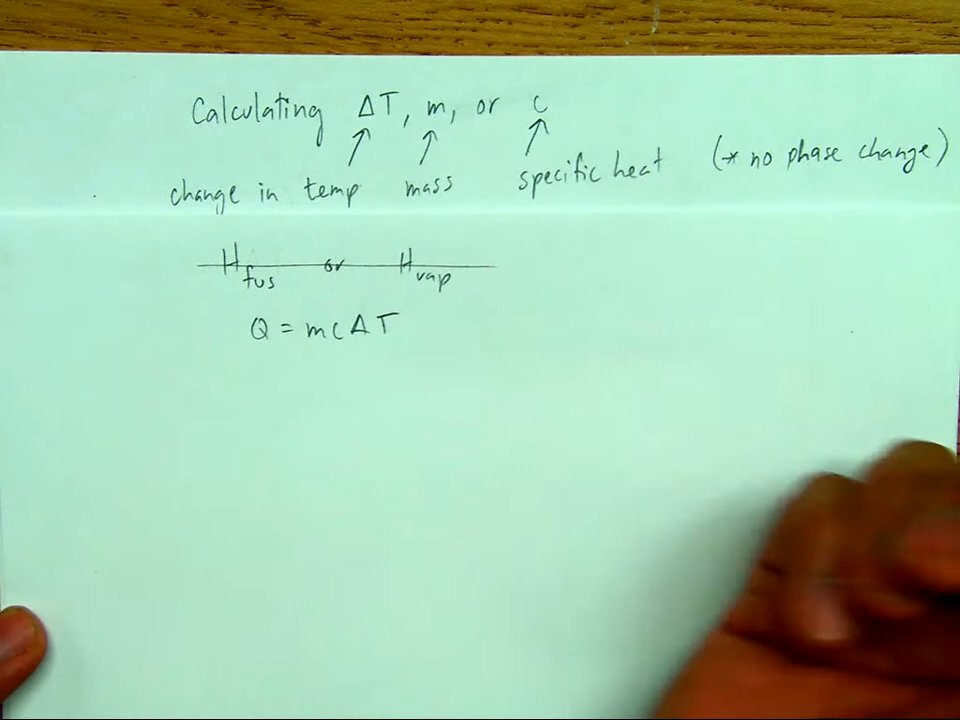 Calculating ΔT, m, or c
change in temp mass specific heat (* no phase change)
H fus or H vap
Q = mcΔT